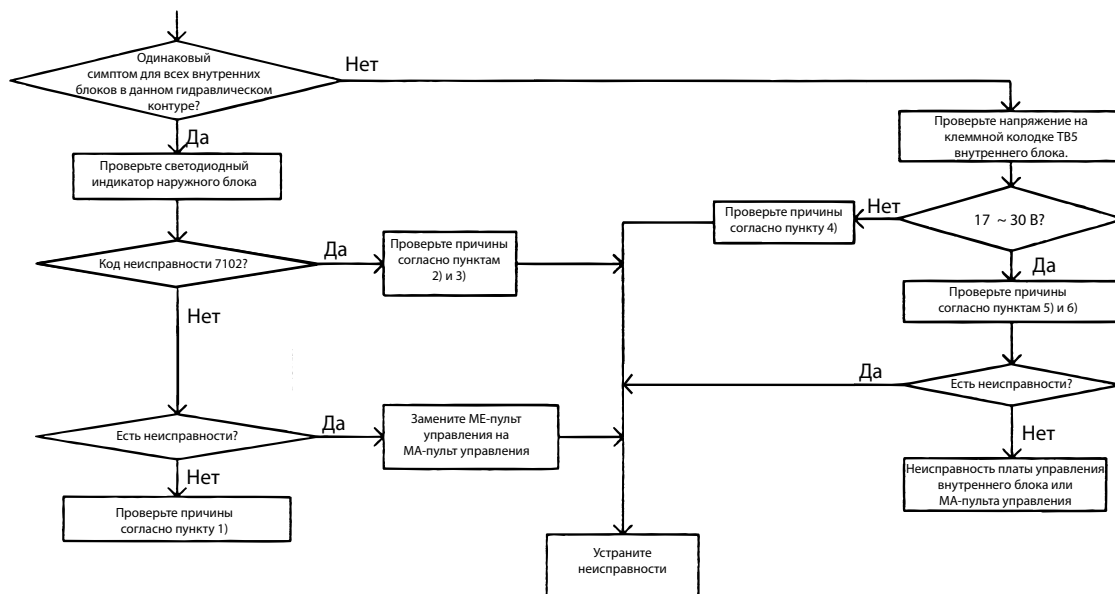 Одинаковый
симптом для всех внутренних
блоков в данном гидравлическом
контуре?
Нет
Да
Проверьте светодиодный
индикатор наружного блока
Код неисправности 7102?
Да
Проверьте причины
согласно пунктам
2) и 3)
Нет
Есть неисправности?
Да
Замените МЕ-пульт
управления на
МА-пульт управления
Нет
Проверьте причины
согласно пункту 1)
Проверьте напряжение на
клеммной колодке ТВ5
внутреннего блока.
17 ~ 30 В?
Нет
Проверьте причины
согласно пункту 4)
Да
Проверьте причины
согласно пунктам 5) и 6)
Есть неисправности?
Да
Нет
Неисправность платы управления
внутреннего блока или
МА-пульта управления
Устраните
неисправности